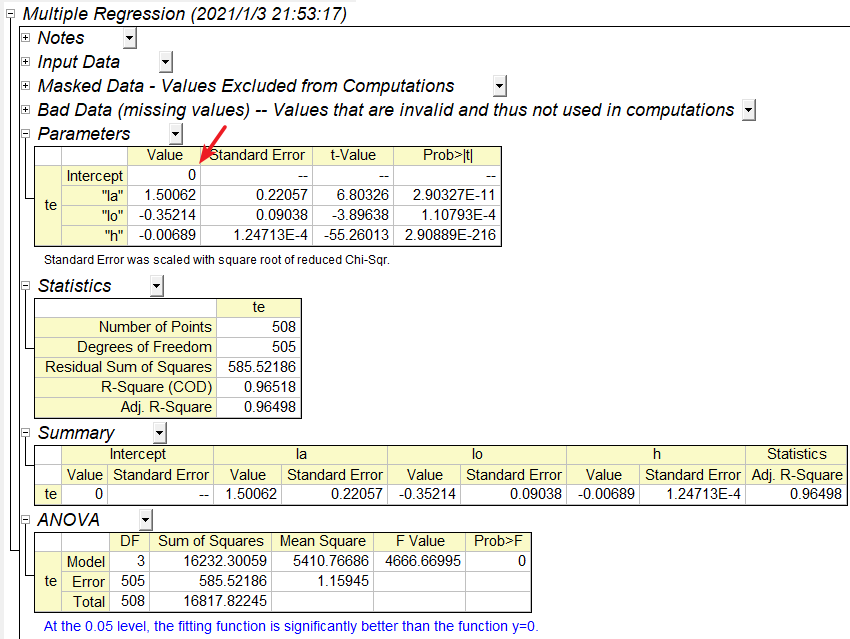 Multiple Regression (2021/1/3 21:53:17)
Notes
Input Data
Masked Data - Values Excluded from Computations
Bad Data (missing values) -- Values that are invalid and thus not used in computations
Parameters
Value Standard Error t-Value Prob>|t|
Intercept 0 -- -- --
"la" 1.50062 0.22057 6.80326 2.90327E-11
te
"lo" -0.35214 0.09038 -3.89638 1.10793E-4
"h" -0.00689 1.24713E-4 -55.26013 2.90889E-216
Standard Error was scaled with square root of reduced Chi-Sqr.
Statistics
te
Number of Points 508
Degrees of Freedom 505
Residual Sum of Squares 585.52186
R-Square (COD) 0.96518
Adj. R-Square 0.96498
Summary
Intercept la lo h Statistics
Value Standard Error Value Standard Error Value Standard Error Value Standard Error Adj. R-Square
te 0 -- 1.50062 0.22057 -0.35214 0.09038 -0.00689 1.24713E-4 0.96498
ANOVA
DF Sum of Squares Mean Square F Value Prob>F
Model 3 16232.30059 5410.76686 4666.66995 0
te Error 505 585.52186 1.15945
Total 508 16817.82245
At the 0.05 level, the fitting function is significantly better than the function y=0.